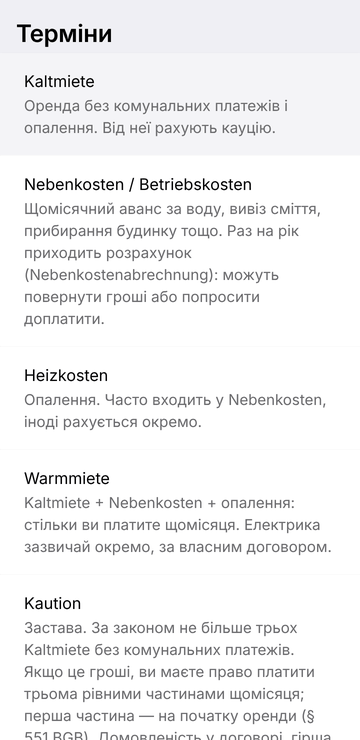 Терміни
Kaltmiete
Оренда без комунальних платежів і
опалення. Від неї рахують кауцію.
Nebenkosten / Betriebskosten
Щомісячний аванс за воду, вивіз сміття,
прибирання будинку тощо. Раз на рік
приходить розрахунок
(Nebenkostenabrechnung): можуть
повернути гроші або попросити
доплатити.
Heizkosten
Опалення. Часто входить у Nebenkosten,
іноді рахується окремо.
Warmmiete
Kaltmiete + Nebenkosten + опалення:
стільки ви платите щомісяця. Електрика
зазвичай окремо, за власним договором.
Kaution
Застава. За законом не більше трьох
Kaltmiete без комунальних платежів.
Якщо це гроші, ви маєте право платити
трьома рівними частинами щомісяця;
перша частина — на початку оренди (§
551 BGB). Домовленість у договорі, гірша